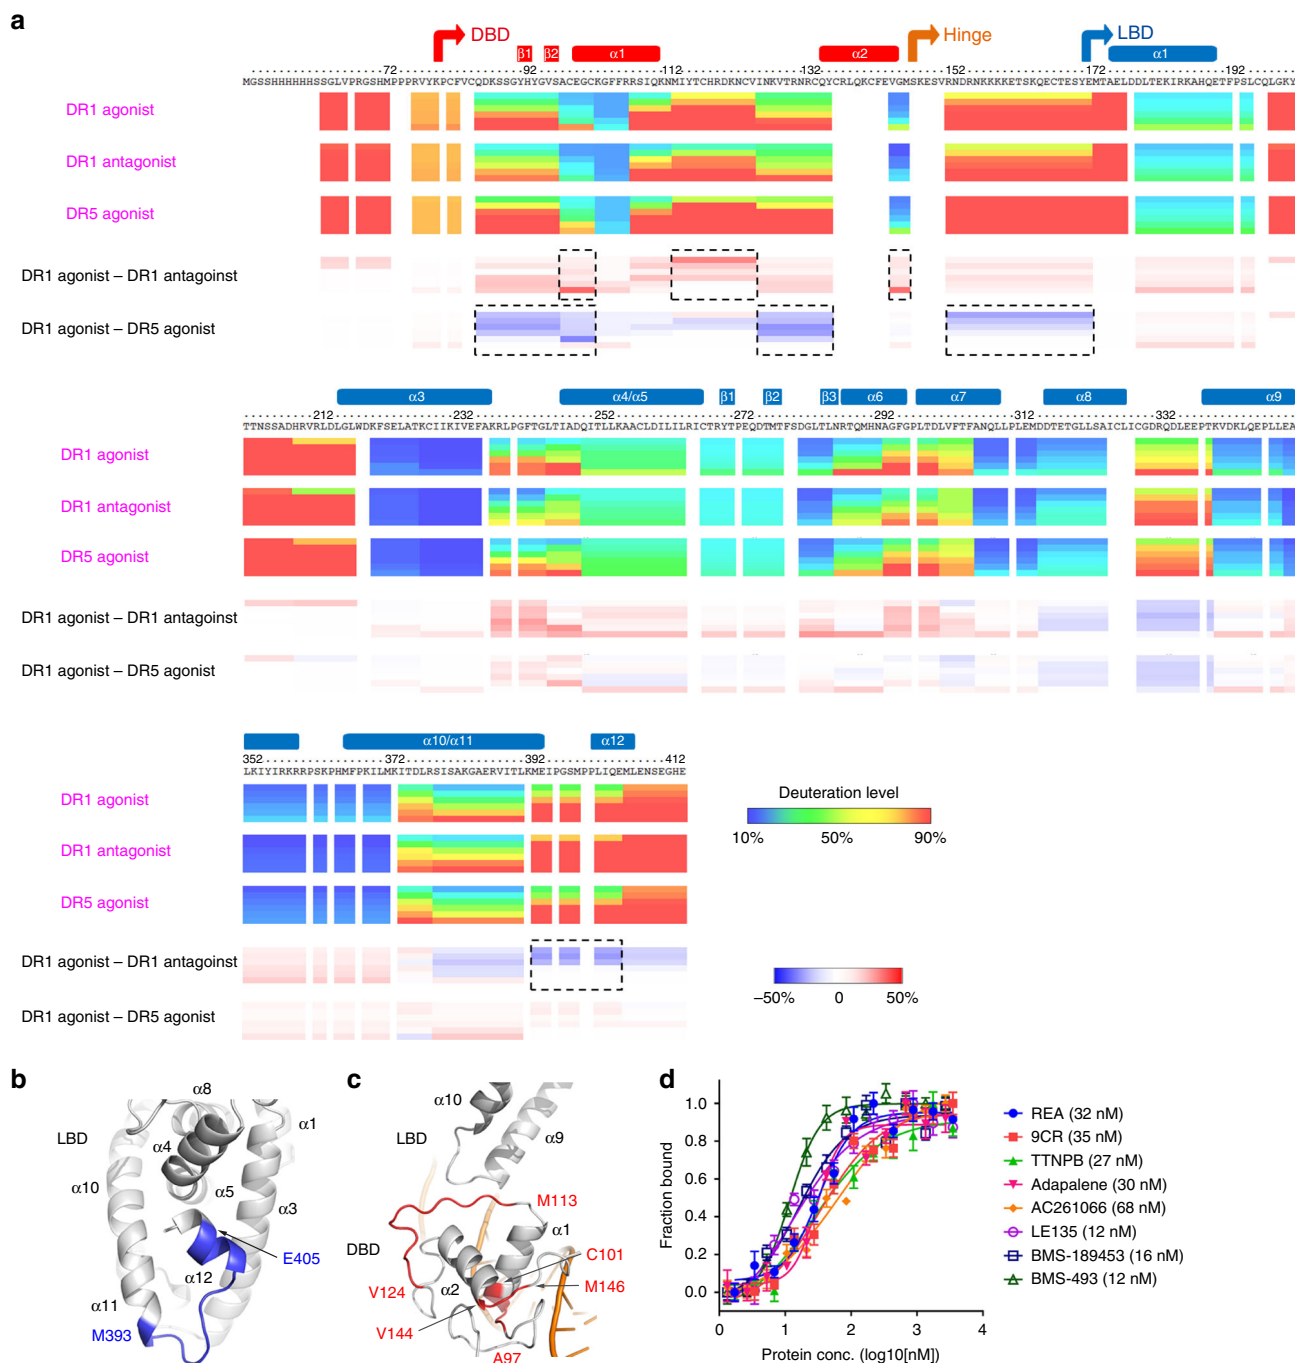 a
DBD
Hinge
LBD
β1 β2 α1 α2 α1
72 92 112 132 152 172 192
MGSSHHHHHHSSGLVPRGSHMPPPRVYKPCFVCQDKSSGYHYGVSACEGCKGFFRRSIQKNMIYTCHRDKNCVINKVTRNRCQYCRLQKCFEVGMSKESVRNDRNKKKKETSKQECTESYEMTAELDDLTEKIRKAHQETFPSLCQLGKY
DR1 agonist
DR1 antagonist
DR5 agonist
DR1 agonist – DR1 antagoinst
DR1 agonist – DR5 agonist
α3 α4/α5 β1 β2 β3 α6 α7 α8 α9
212 232 252 272 292 312 332
TTNSSADHRVRLDLGLWDKFSELATKCIIKIVEFAKRLPGFTGLTIADQITLLKAACLDILILRICTRYTPEQDTMTFSDGLTLNRTQMHNAGFGPLTDLVFTFANQLLPLEMDDTETGLLSAICLICGDRQDLEEPTKVDKLQEPLLEA
DR1 agonist
DR1 antagonist
DR5 agonist
DR1 agonist – DR1 antagoinst
DR1 agonist – DR5 agonist
α10/α11 α12
352 372 392 412
LKIYIRKRRPSKPHMFPKILMKITDLRSISAKGAERVITLKMEIPGSMPPLIQEMLENSEGHE
DR1 agonist
DR1 antagonist
DR5 agonist
DR1 agonist – DR1 antagoinst
DR1 agonist – DR5 agonist
Deuteration level
10% 50% 90%
–50% 0 50%
b
α8
LBD
α1
α4
α10
α5
α3
E405
α12
α11
M393
c
α10
LBD
α9
M113
α1
DBD
C101
α2
M146
V124
V144
A97
d
Fraction bound
1.0
0.8
0.6
0.4
0.2
0.0
0 1 2 3 4
Protein conc. (log10[nM])
REA (32 nM)
9CR (35 nM)
TTNPB (27 nM)
Adapalene (30 nM)
AC261066 (68 nM)
LE135 (12 nM)
BMS-189453 (16 nM)
BMS-493 (12 nM)